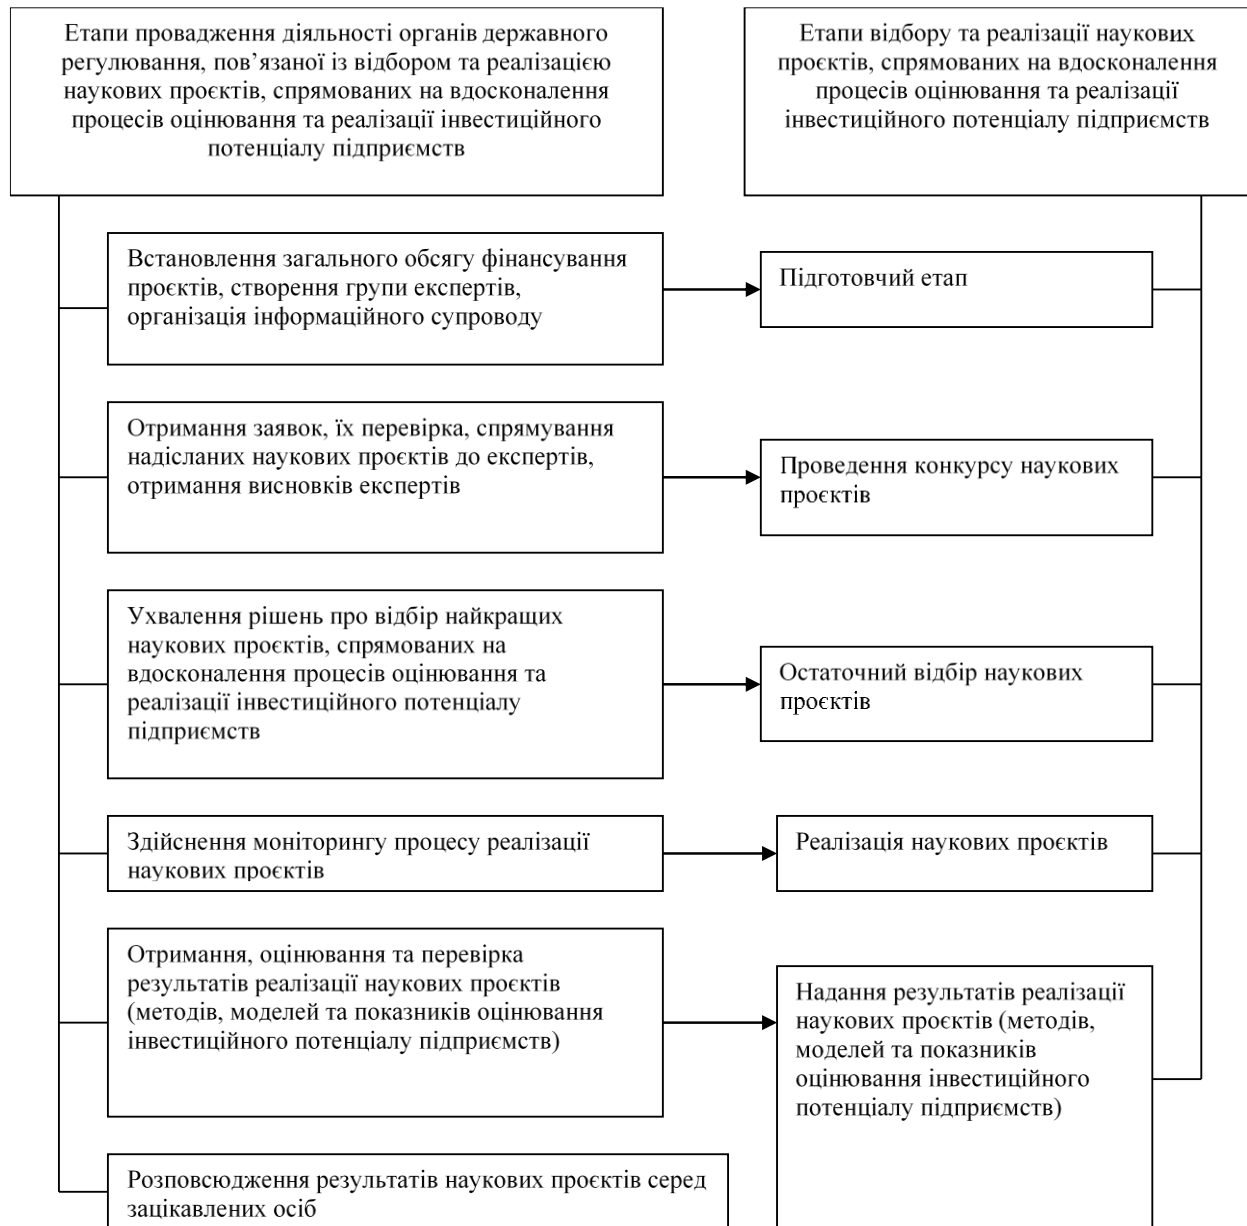 Етапи провадження діяльності органів державного
регулювання, пов’язаної із відбором та реалізацією
наукових проєктів, спрямованих на вдосконалення
процесів оцінювання та реалізації інвестиційного
потенціалу підприємств
Етапи відбору та реалізації наукових
проєктів, спрямованих на вдосконалення
процесів оцінювання та реалізації
інвестиційного потенціалу підприємств
Встановлення загального обсягу фінансування
проєктів, створення групи експертів,
організація інформаційного супроводу
Підготовчий етап
Отримання заявок, їх перевірка, спрямування
надісланих наукових проєктів до експертів,
отримання висновків експертів
Проведення конкурсу наукових
проєктів
Ухвалення рішень про відбір найкращих
наукових проєктів, спрямованих на
вдосконалення процесів оцінювання та
реалізації інвестиційного потенціалу
підприємств
Остаточний відбір наукових
проєктів
Здійснення моніторингу процесу реалізації
наукових проєктів
Реалізація наукових проєктів
Отримання, оцінювання та перевірка
результатів реалізації наукових проєктів
(методів, моделей та показників оцінювання
інвестиційного потенціалу підприємств)
Надання результатів реалізації
наукових проєктів (методів,
моделей та показників
оцінювання інвестиційного
потенціалу підприємств)
Розповсюдження результатів наукових проєктів серед
зацікавлених осіб